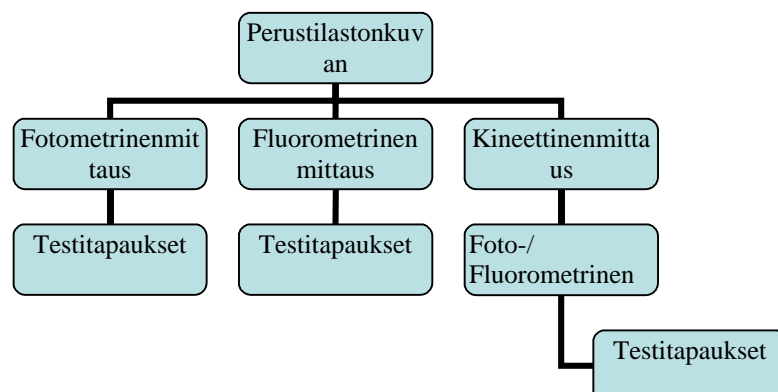 Perustilastonkuv
an
Fotometrinenmit
taus
Fluorometrinen
mittaus
Kineettinenmitta
us
Testitapaukset
Testitapaukset
Foto-/
Fluorometrinen
Testitapaukset